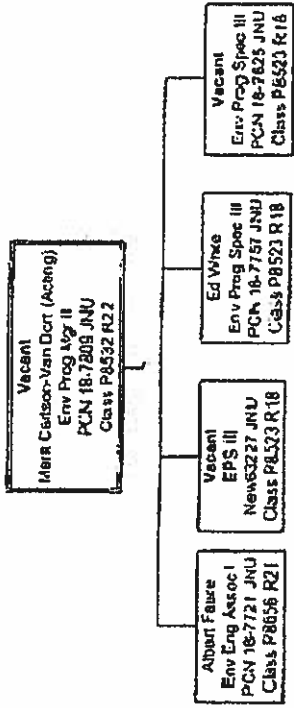 Vacant
Mark Carlson-Van Dort (Acting)
Env Prog Mgr II
PCN 18-7809 JNU
Class P8532 R22
Albert Faure
Env Eng Assoc I
PCN 18-7721 JNU
Class P8656 R21
Vacant
EPS III
New63227 JNU
Class P8523 R18
Ed White
Env Prog Spec III
PCN 18-7757 JNU
Class P8523 R18
Vacant
Env Prog Spec III
PCN 18-7625 JNU
Class P8523 R18